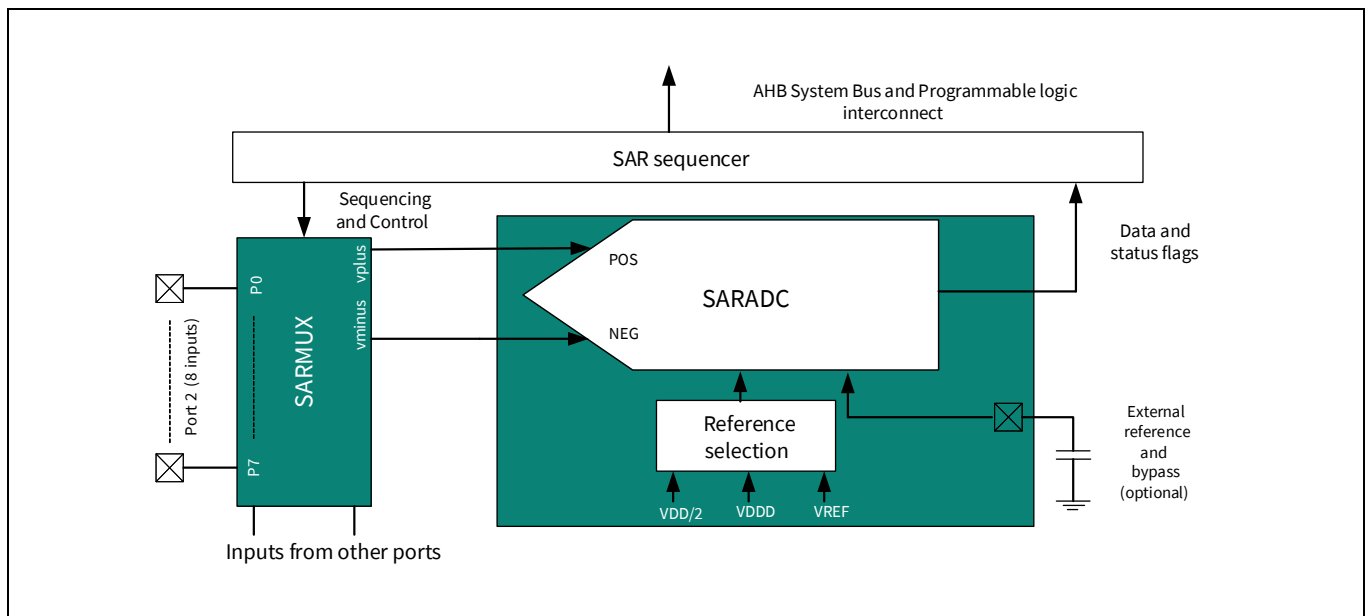 AHB System Bus and Programmable logic
interconnect
SAR sequencer
Sequencing
and Control
vplus
vminus
POS
NEG
SARADC
Data and
status flags
P0
P7
SARMUX
Port 2 (8 inputs)
Reference
selection
VDD/2
VDDD
VREF
External
reference
and
bypass
(optional)
Inputs from other ports